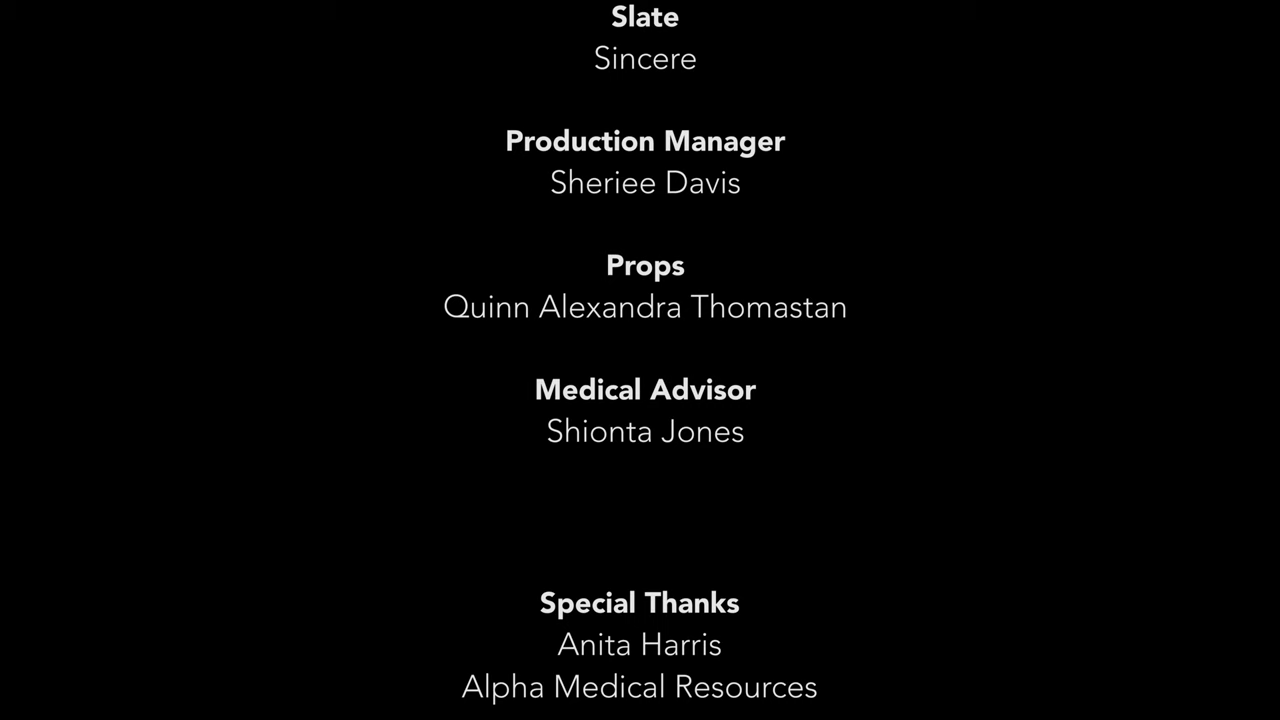 Slate
Sincere
Production Manager
Sheriee Davis
Props
Quinn Alexandra Thomastan
Medical Advisor
Shionta Jones
Special Thanks
Anita Harris
Alpha Medical Resources